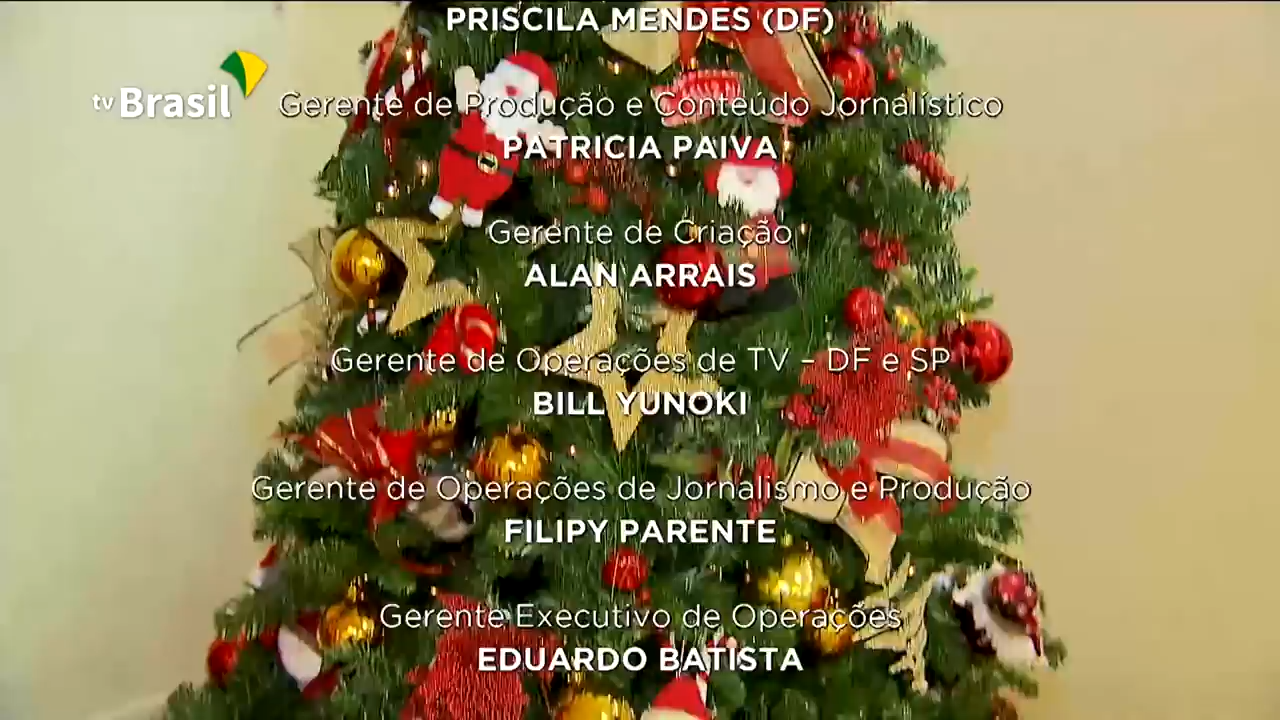 PRISCILA MENDES (DF)
tv Brasil
Gerente de Produção e Conteúdo Jornalístico
PATRICIA PAIVA
Gerente de Criação
ALAN ARRAIS
Gerente de Operações de TV – DF e SP
BILL YUNOKI
Gerente de Operações de Jornalismo e Produção
FILIPY PARENTE
Gerente Executivo de Operações
EDUARDO BATISTA